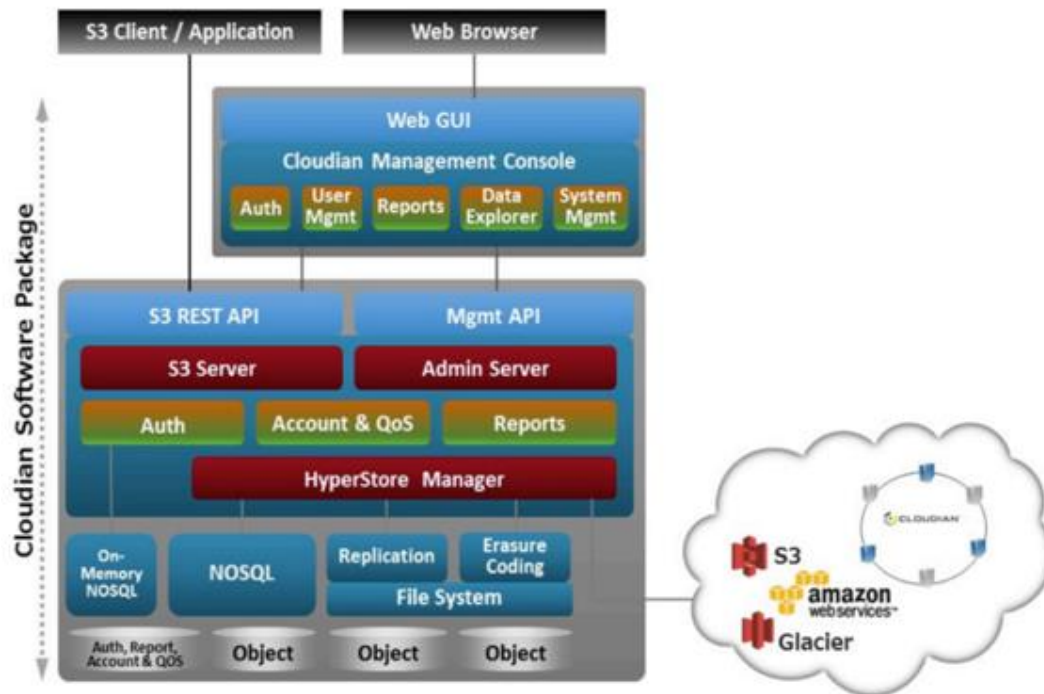 S3 Client / Application
Web Browser
Cloudian Software Package
Web GUI
Cloudian Management Console
Auth
User
Mgmt
Reports
Data
Explorer
System
Mgmt
S3 REST API
Mgmt API
S3 Server
Admin Server
Auth
Account & QoS
Reports
HyperStore Manager
On-
Memory
NOSQL
NOSQL
Replication
Erasure
Coding
File System
Auth, Report,
Account & QOS
Object
Object
Object
CLOUDIAN
S3
amazon
webservices™
Glacier